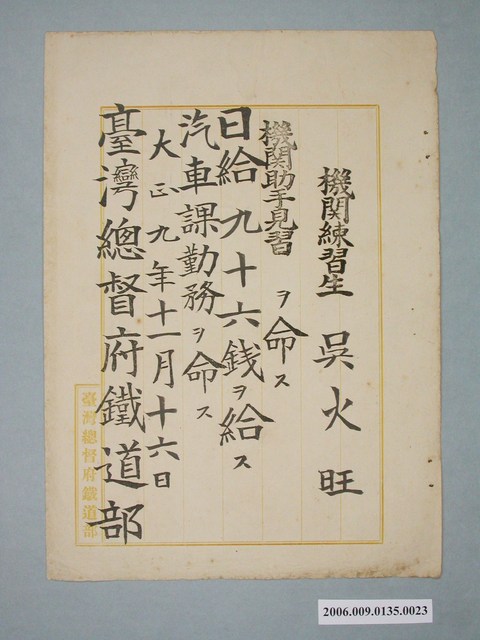 機関練習生 吳火旺
機関助手見習ヲ命ス
日給九十六銭ヲ給ス
汽車課勤務ヲ命ス
大正九年十一月十六日
臺灣總督府鐵道部
臺灣總督府鐵道部
2006.009.0135.0023